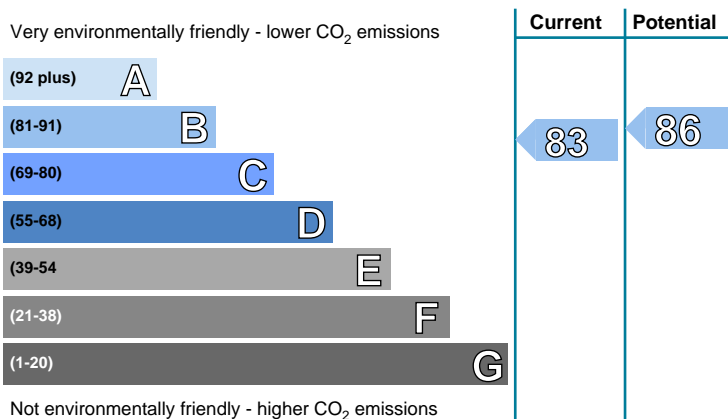 Current Potential
Very environmentally friendly - lower CO2 emissions
(92 plus) A
(81-91) B
(69-80) C
(55-68) D
(39-54 E
(21-38) F
(1-20) G
83 86
Not environmentally friendly - higher CO2 emissions